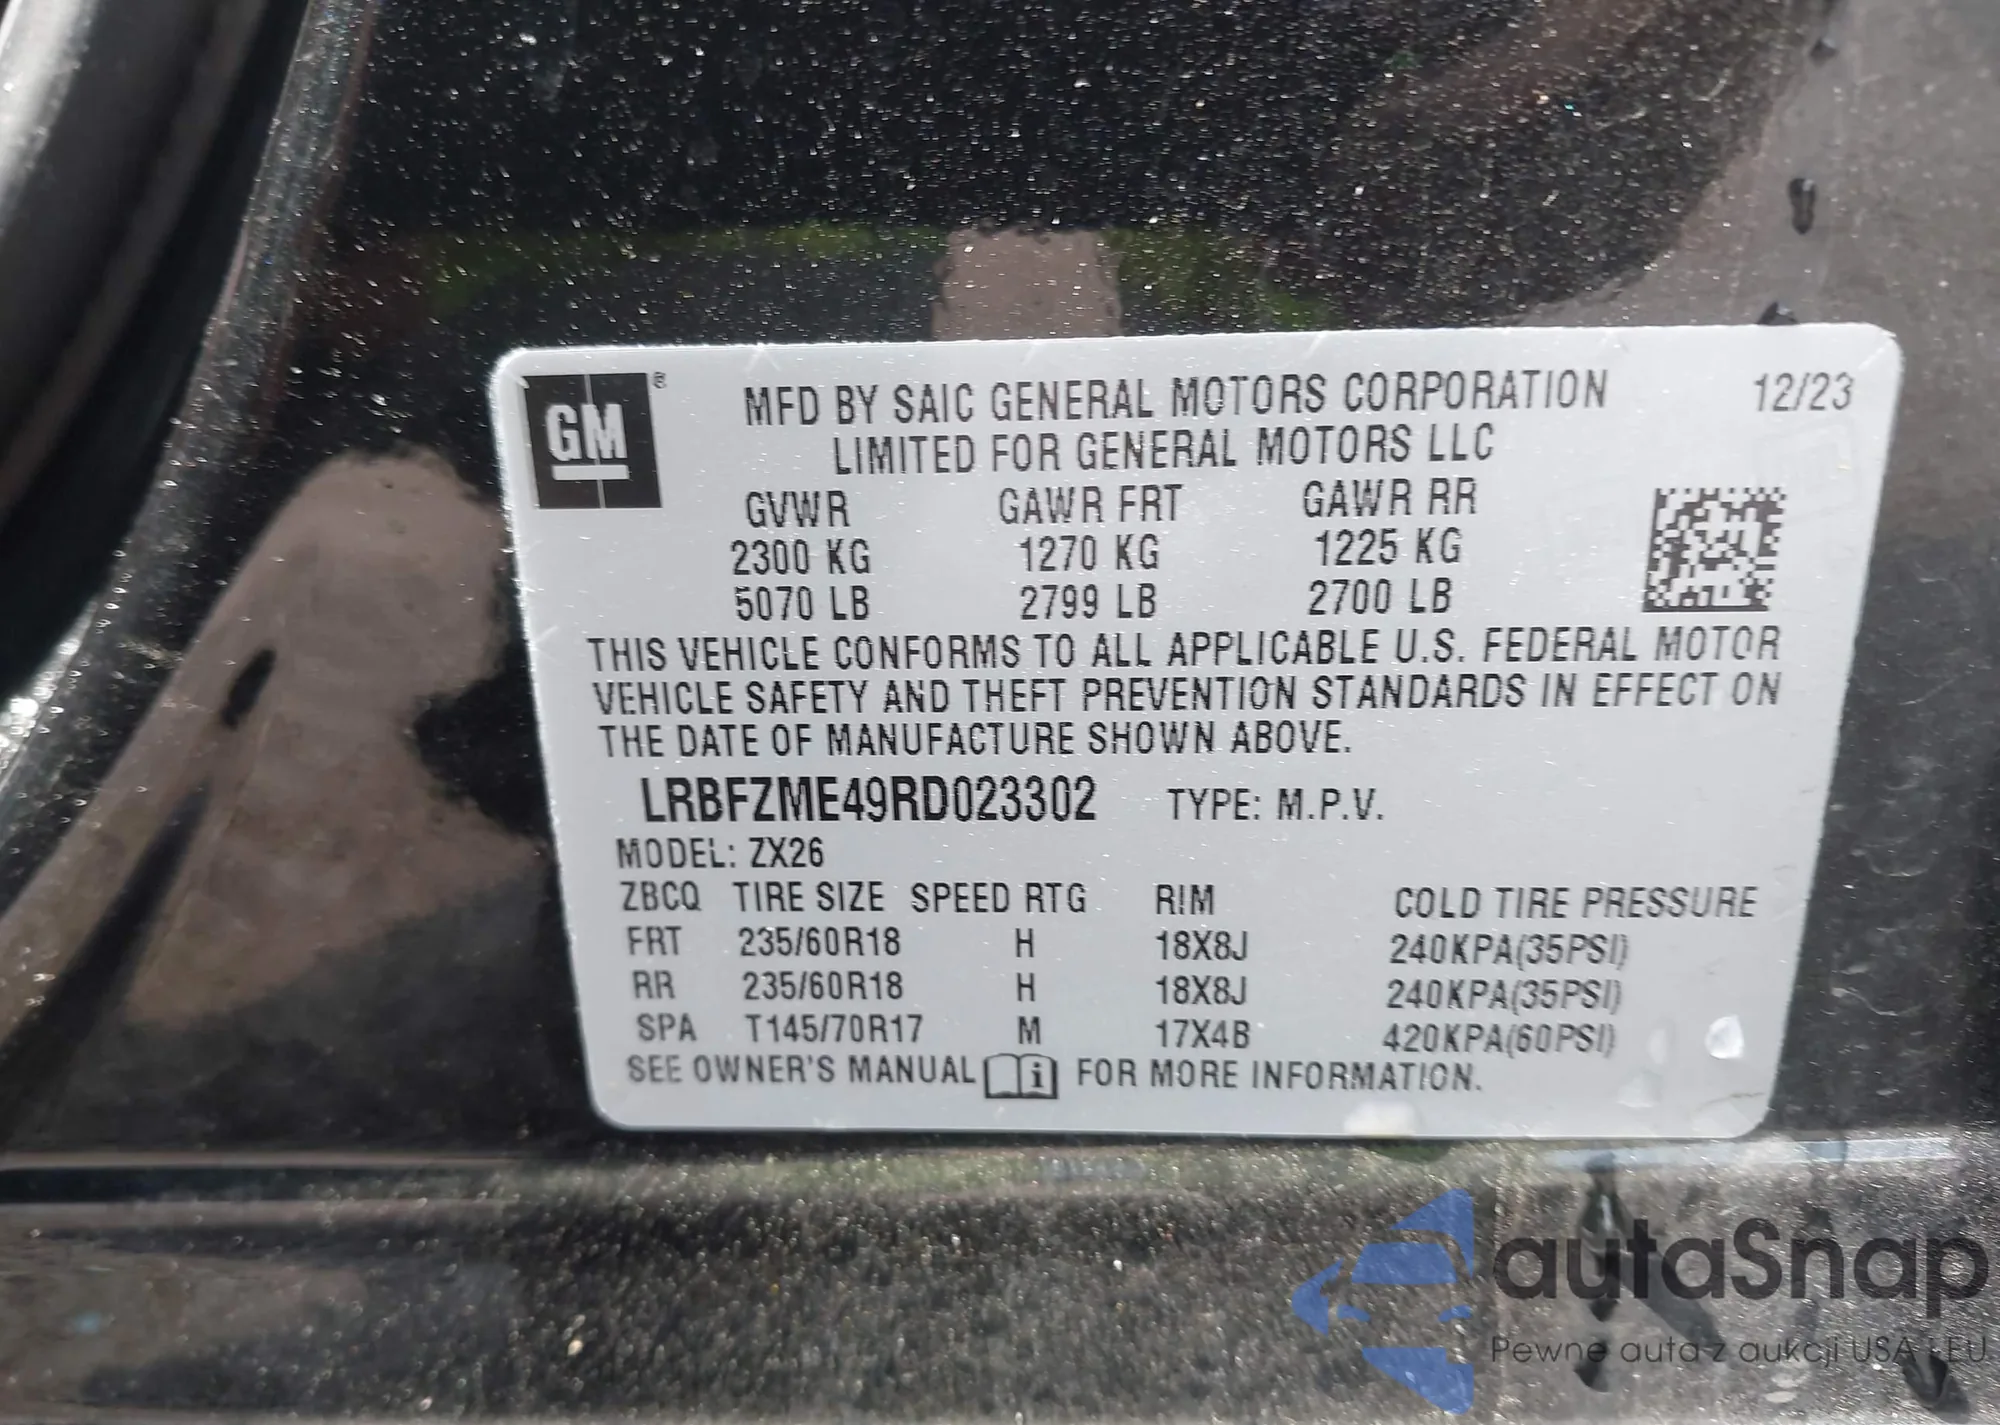 GM ®
MFD BY SAIC GENERAL MOTORS CORPORATION 12/23
LIMITED FOR GENERAL MOTORS LLC
GVWR GAWR FRT GAWR RR
2300 KG 1270 KG 1225 KG
5070 LB 2799 LB 2700 LB
THIS VEHICLE CONFORMS TO ALL APPLICABLE U.S. FEDERAL MOTOR
VEHICLE SAFETY AND THEFT PREVENTION STANDARDS IN EFFECT ON
THE DATE OF MANUFACTURE SHOWN ABOVE.
LRBFZME49RD023302 TYPE: M.P.V.
MODEL: ZX26
ZBCQ TIRE SIZE SPEED RTG RIM COLD TIRE PRESSURE
FRT 235/60R18 H 18X8J 240KPA(35PSI)
RR 235/60R18 H 18X8J 240KPA(35PSI)
SPA T145/70R17 M 17X4B 420KPA(60PSI)
SEE OWNER'S MANUAL i FOR MORE INFORMATION.
autaSnap
Pewne auta z aukcji USA i EU